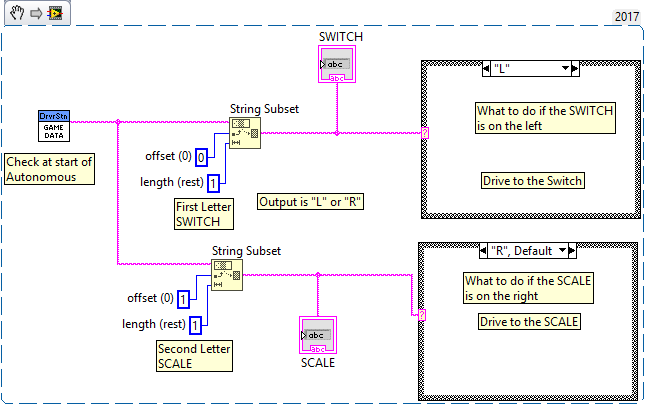 2017
SWITCH
abc
abc
"L"
What to do if the SWITCH
is on the left
Drive to the Switch
DrvrStn
GAME
DATA
Check at start of
Autonomous
String Subset
offset (0) 0
length (rest) 1
First Letter
SWITCH
Output is "L" or "R"
?
String Subset
offset (0) 1
length (rest) 1
Second Letter
SCALE
abc
abc
SCALE
"R", Default
What to do if the SCALE
is on the right
Drive to the SCALE
?